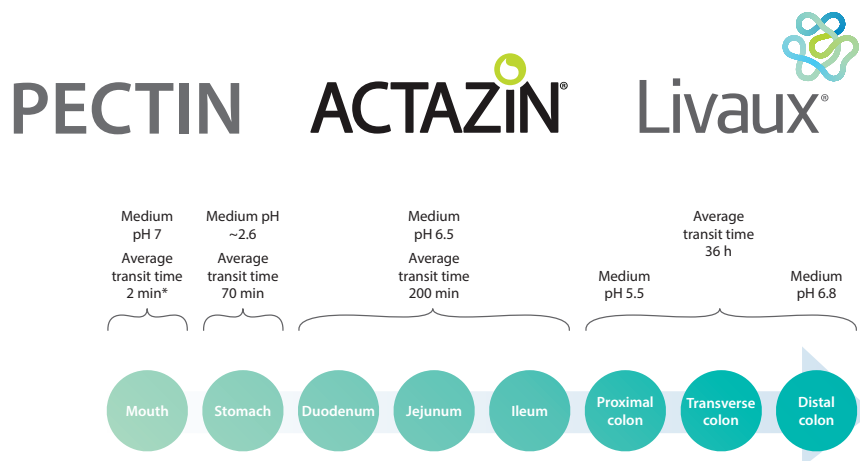 PECTIN
ACTAZiN®
Livaux®
Medium
pH 7
Average
transit time
2 min*
Medium pH
~2.6
Average
transit time
70 min
Medium
pH 6.5
Average
transit time
200 min
Average
transit time
36 h
Medium
pH 5.5
Medium
pH 6.8
Mouth
Stomach
Duodenum
Jejunum
Ileum
Proximal
colon
Transverse
colon
Distal
colon